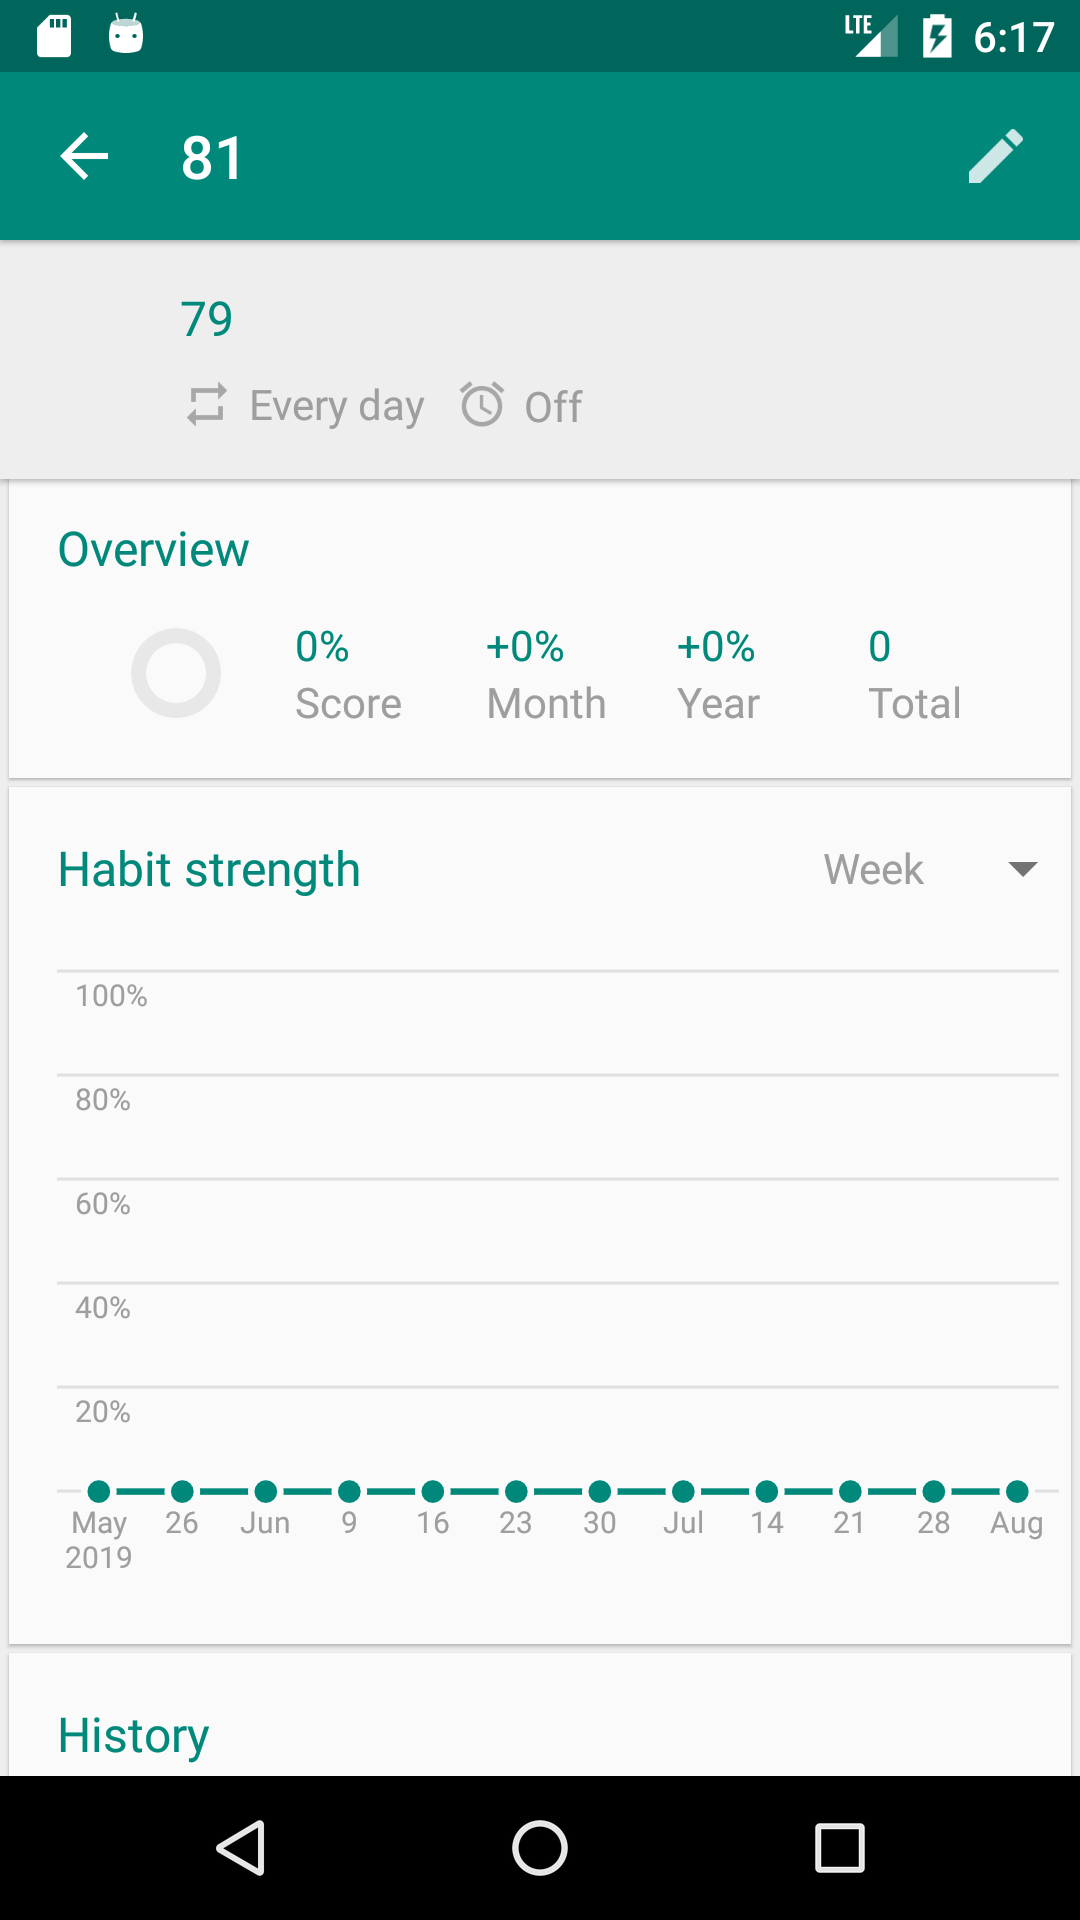 LTE 6:17
81
79
Every day Off
Overview
0% +0% +0% 0
Score Month Year Total
Habit strength Week
100%
80%
60%
40%
20%
May 26 Jun 9 16 23 30 Jul 14 21 28 Aug
2019
History